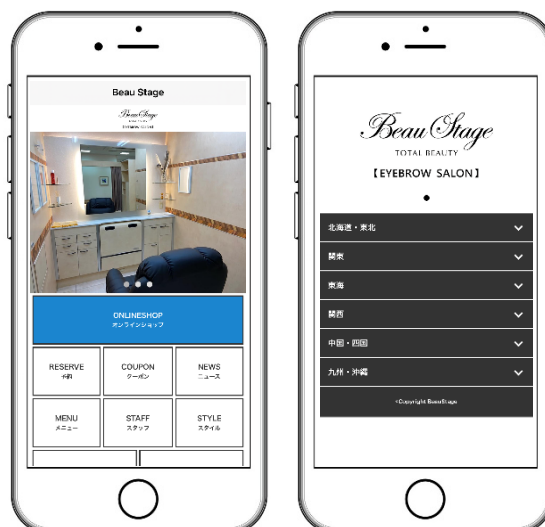 Beau Stage
Beau Stage
TOTAL BEAUTY
EYEBROW SALON
ONLINESHOP
オンラインショップ
RESERVE
予約
COUPON
クーポン
NEWS
ニュース
MENU
メニュー
STAFF
スタッフ
STYLE
スタイル
Beau Stage
TOTAL BEAUTY
【EYEBROW SALON】
北海道・東北
関東
東海
関西
中国・四国
九州・沖縄
©Copyright BeauStage